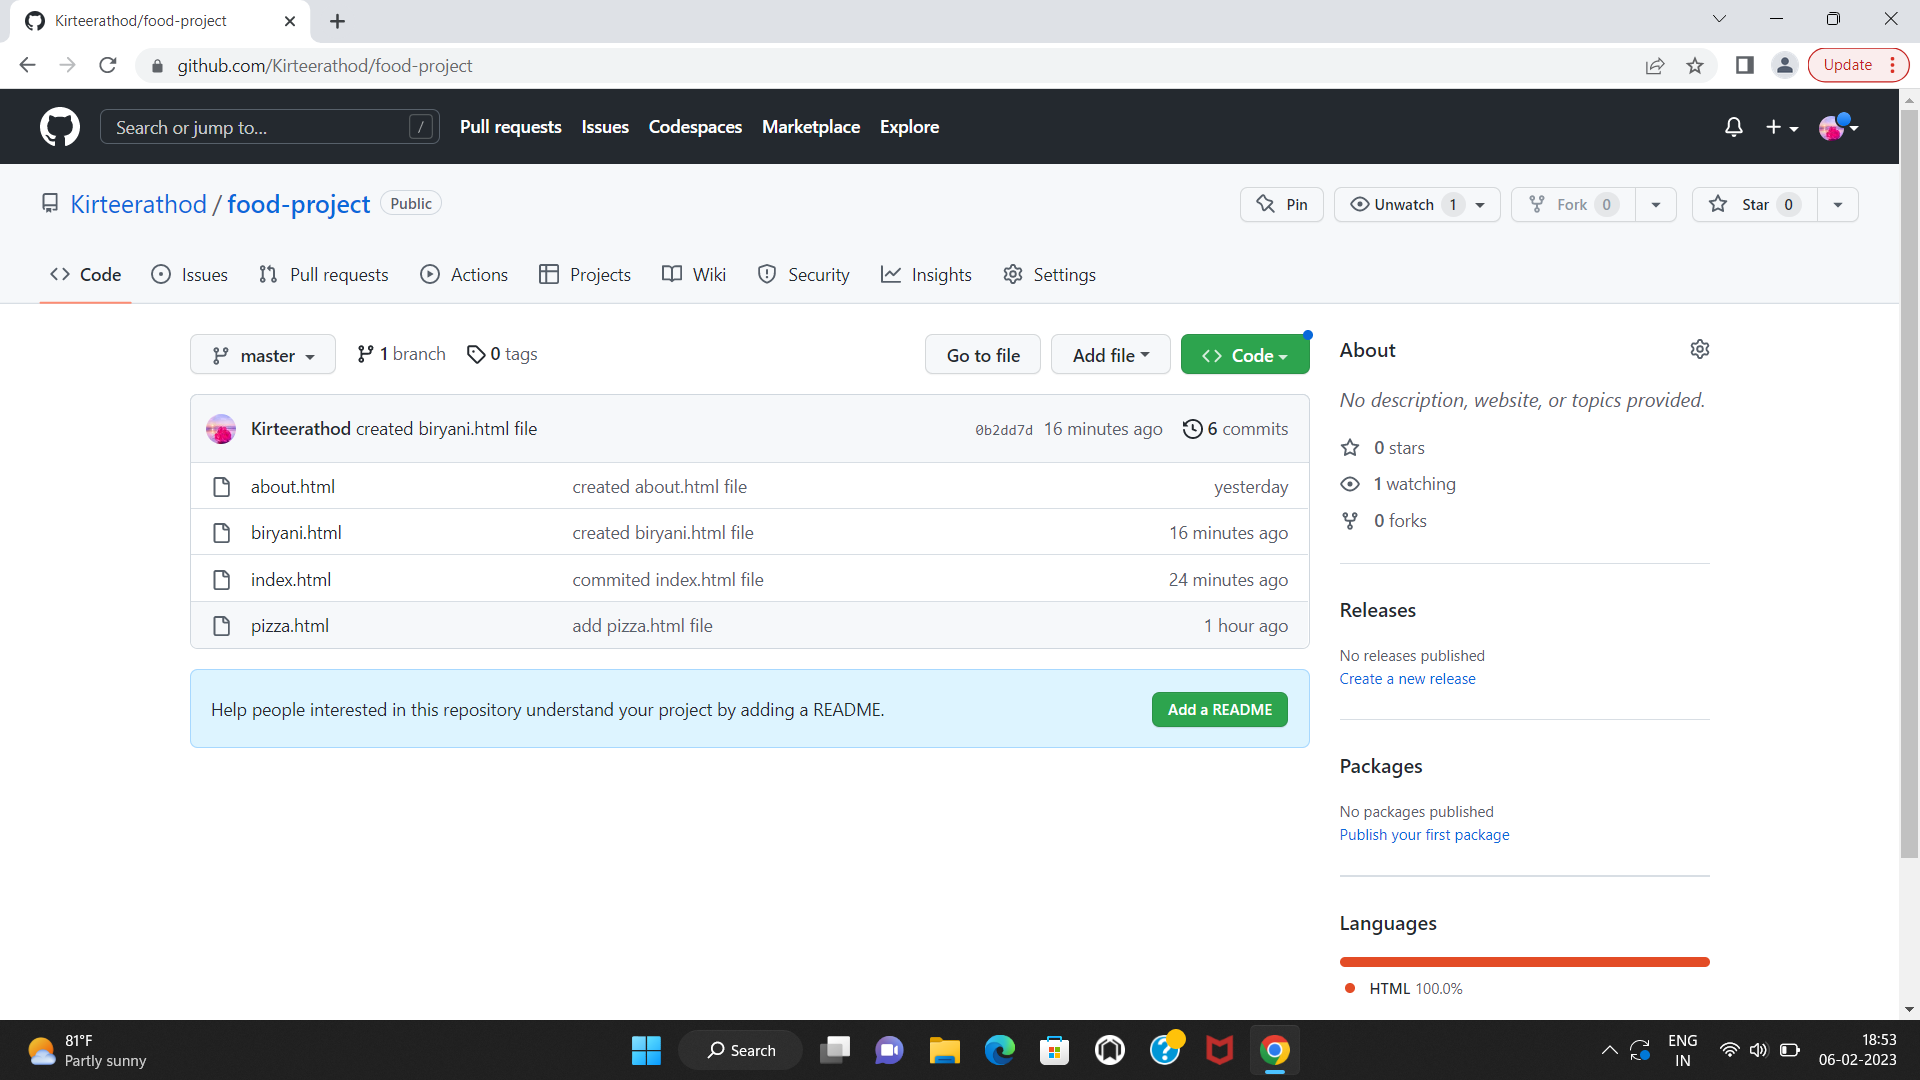 Kirteerathod/food-project
github.com/Kirteerathod/food-project
Update
Search or jump to... /
Pull requests Issues Codespaces Marketplace Explore
Kirteerathod / food-project Public
Pin
Unwatch 1
Fork 0
Star 0
Code Issues Pull requests Actions Projects Wiki Security Insights Settings
master 1 branch 0 tags
Go to file Add file Code
Kirteerathod created biryani.html file 0b2dd7d 16 minutes ago 6 commits
about.html created about.html file yesterday
biryani.html created biryani.html file 16 minutes ago
index.html commited index.html file 24 minutes ago
pizza.html add pizza.html file 1 hour ago
Help people interested in this repository understand your project by adding a README. Add a README
About
No description, website, or topics provided.
0 stars
1 watching
0 forks
Releases
No releases published
Create a new release
Packages
No packages published
Publish your first package
Languages
HTML 100.0%
81°F
Partly sunny
Search
ENG
IN
18:53
06-02-2023